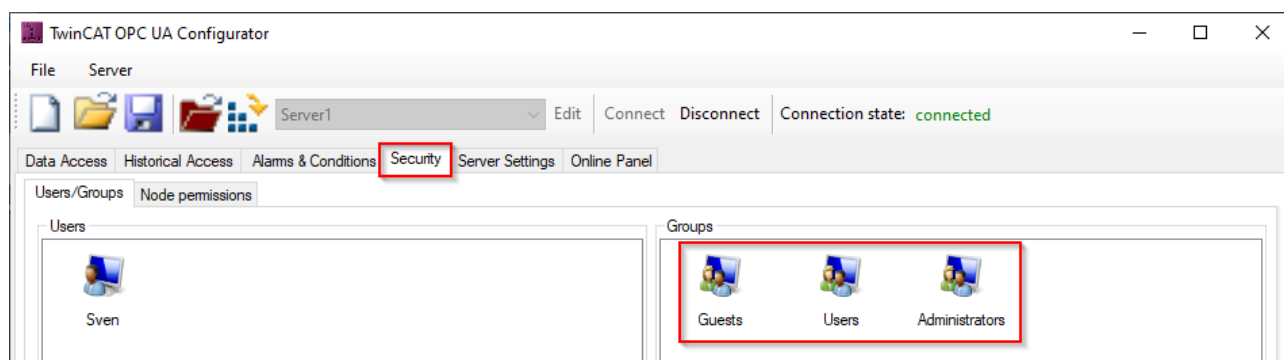 TwinCAT OPC UA Configurator
File Server
Server1 Edit Connect Disconnect Connection state: connected
Data Access Historical Access Alarms & Conditions Security Server Settings Online Panel
Users/Groups Node permissions
Users Groups
Sven Guests Users Administrators